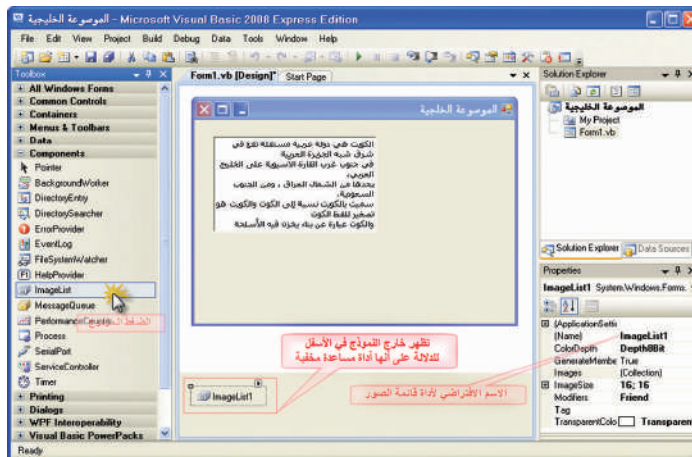 الموسوعة الخليجية - Microsoft Visual Basic 2008 Express Edition
File Edit View Project Build Debug Data Tools Window Help
Toolbox
All Windows Forms
Common Controls
Containers
Menus & Toolbars
Data
Components
Pointer
BackgroundWorker
DirectoryEntry
DirectorySearcher
ErrorProvider
EventLog
FileSystemWatcher
HelpProvider
ImageList
MessageQueue
PerformanceCounter
الضغط المزدوج
Process
SerialPort
ServiceController
Timer
Printing
Dialogs
WPF Interoperability
Visual Basic PowerPacks
Ready
Form1.vb [Design]* Start Page
الموسوعة الخلجية
الكويت هي دولة عربية مستقلة تقع في
شرق شبه الجزيرة العربية
في جنوب غرب القارة الآسيوية على الخليج
العربي،
يحدها من الشمال العراق ، ومن الجنوب
السعودية.
سميت بالكويت نسبة إلى الكوت والكويت هو
تصغير للفظ الكوت
والكوت عبارة عن بناء يخزن فيه الأسلحة
تظهر خارج النموذج في الأسفل
للدلالة على أنها أداة مساعدة مخفية
ImageList1
الاسم الافتراضي لأداة قائمة الصور
Solution Explorer
الموسوعة الخليجية
My Project
Form1.vb
Solution Explorer Data Sources
Properties
ImageList1 System.Windows.Forms.
(ApplicationSetti
(Name) ImageList1
ColorDepth Depth8Bit
GenerateMembe True
Images (Collection)
ImageSize 16; 16
Modifiers Friend
Tag
TransparentColo Transparen